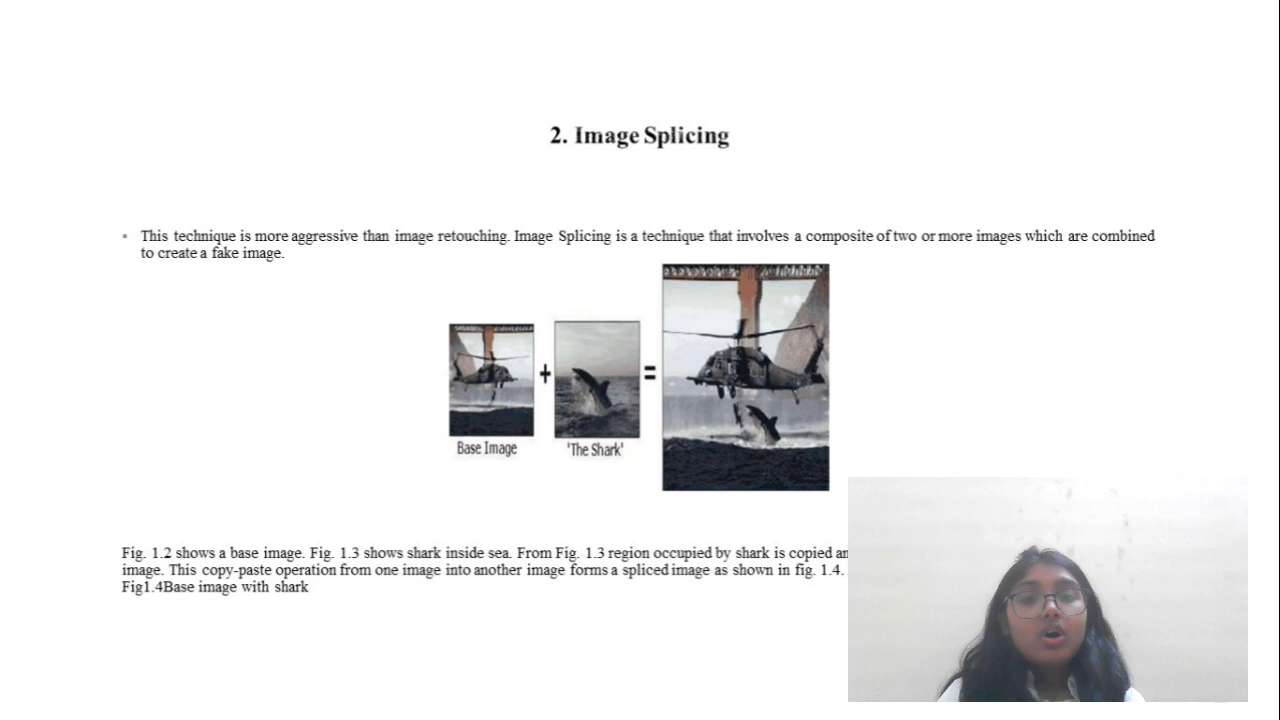 2. Image Splicing
▪ This technique is more aggressive than image retouching. Image Splicing is a technique that involves a composite of two or more images which are combined
to create a fake image.
+ =
Base Image 'The Shark'
Fig. 1.2 shows a base image. Fig. 1.3 shows shark inside sea. From Fig. 1.3 region occupied by shark is copied
image. This copy-paste operation from one image into another image forms a spliced image as shown in fig. 1.4.
Fig1.4Base image with shark